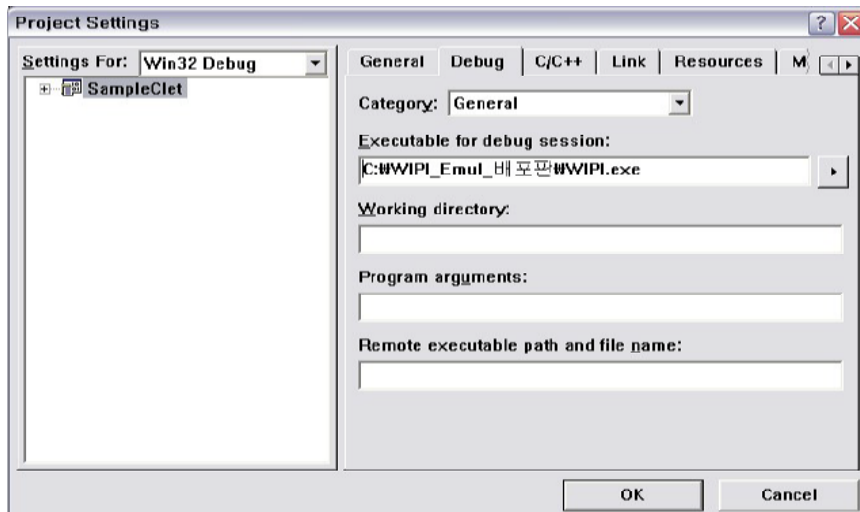 Project Settings
Settings For: Win32 Debug
SampleClet
General Debug C/C++ Link Resources M
Category: General
Executable for debug session:
C:₩WIPI_Emul_배포판₩WIPI.exe
Working directory:
Program arguments:
Remote executable path and file name:
OK Cancel